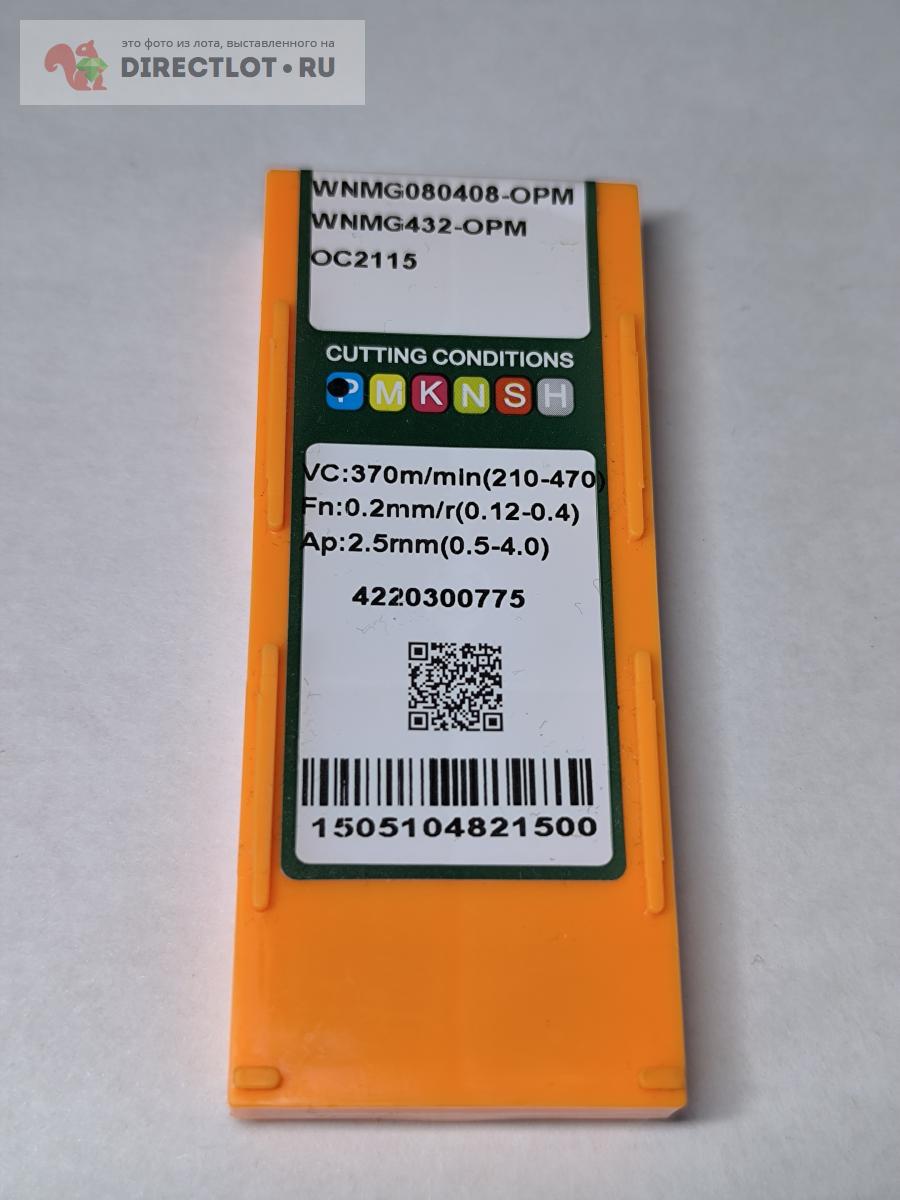 это фото из лота, выставленного на
DIRECTLOT•RU
WNMG080408-OPM
WNMG432-OPM
OC2115
CUTTING CONDITIONS
P M K N S H
VC:370m/min(210-470)
Fn:0.2mm/r(0.12-0.4)
Ap:2.5mm(0.5-4.0)
4220300775
1505104821500